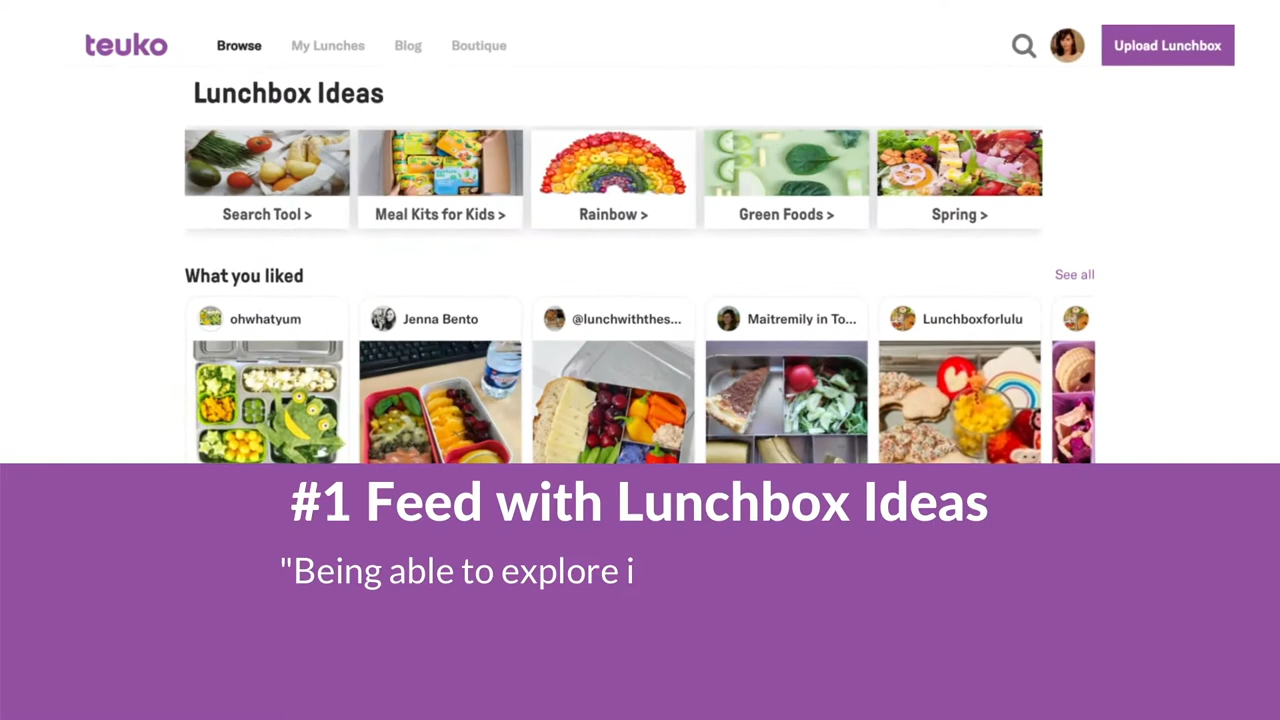 teuko Browse My Lunches Blog Boutique Upload Lunchbox
Lunchbox Ideas
Search Tool > Meal Kits for Kids > Rainbow > Green Foods > Spring >
What you liked See all
ohwhatyum Jenna Bento @lunchwiththes... Maitremily in To... Lunchboxforlulu
#1 Feed with Lunchbox Ideas
"Being able to explore i